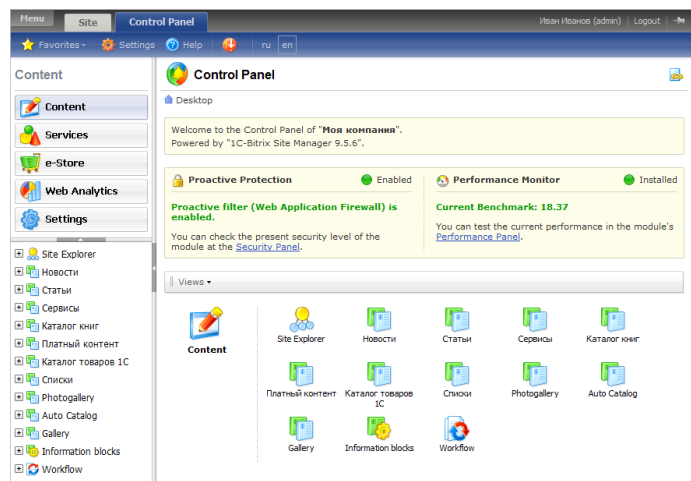 Menu Site Control Panel Иван Иванов (admin) | Logout
Favorites Settings Help ru en
Content
Control Panel
Desktop
Content
Services
e-Store
Web Analytics
Settings
Welcome to the Control Panel of "Моя компания".
Powered by "1C-Bitrix Site Manager 9.5.6".
Proactive Protection Enabled
Proactive filter (Web Application Firewall) is
enabled.
You can check the present security level of the
module at the Security Panel.
Performance Monitor Installed
Current Benchmark: 18.37
You can test the current performance in the module's
Performance Panel.
Site Explorer
Новости
Статьи
Сервисы
Каталог книг
Платный контент
Каталог товаров 1С
Списки
Photogallery
Auto Catalog
Gallery
Information blocks
Workflow
Views
Content
Site Explorer Новости Статьи Сервисы Каталог книг
Платный контент Каталог товаров Списки Photogallery Auto Catalog
1С
Gallery Information blocks Workflow